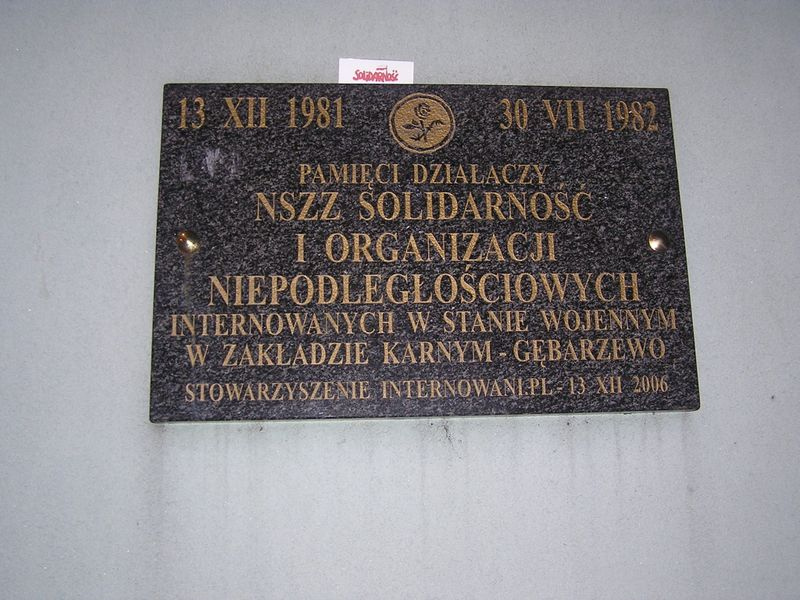 SOLIDARNOŚĆ
13 XII 1981 30 VII 1982
PAMIĘCI DZIAŁACZY
NSZZ SOLIDARNOŚĆ
I ORGANIZACJI
NIEPODLEGŁOŚCIOWYCH
INTERNOWANYCH W STANIE WOJENNYM
W ZAKŁADZIE KARNYM - GĘBARZEWO
STOWARZYSZENIE INTERNOWANI.PL - 13 XII 2006